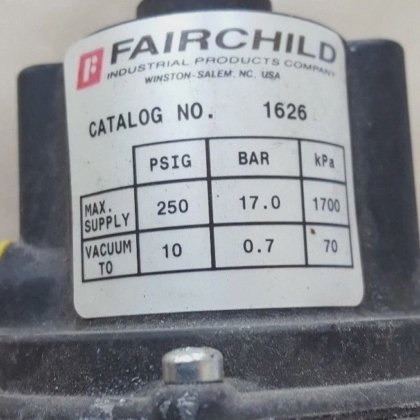 FAIRCHILD
INDUSTRIAL PRODUCTS COMPANY
WINSTON-SALEM, NC, USA
CATALOG NO. 1626
PSIG BAR kPa
MAX. SUPPLY 250 17.0 1700
VACUUM TO 10 0.7 70